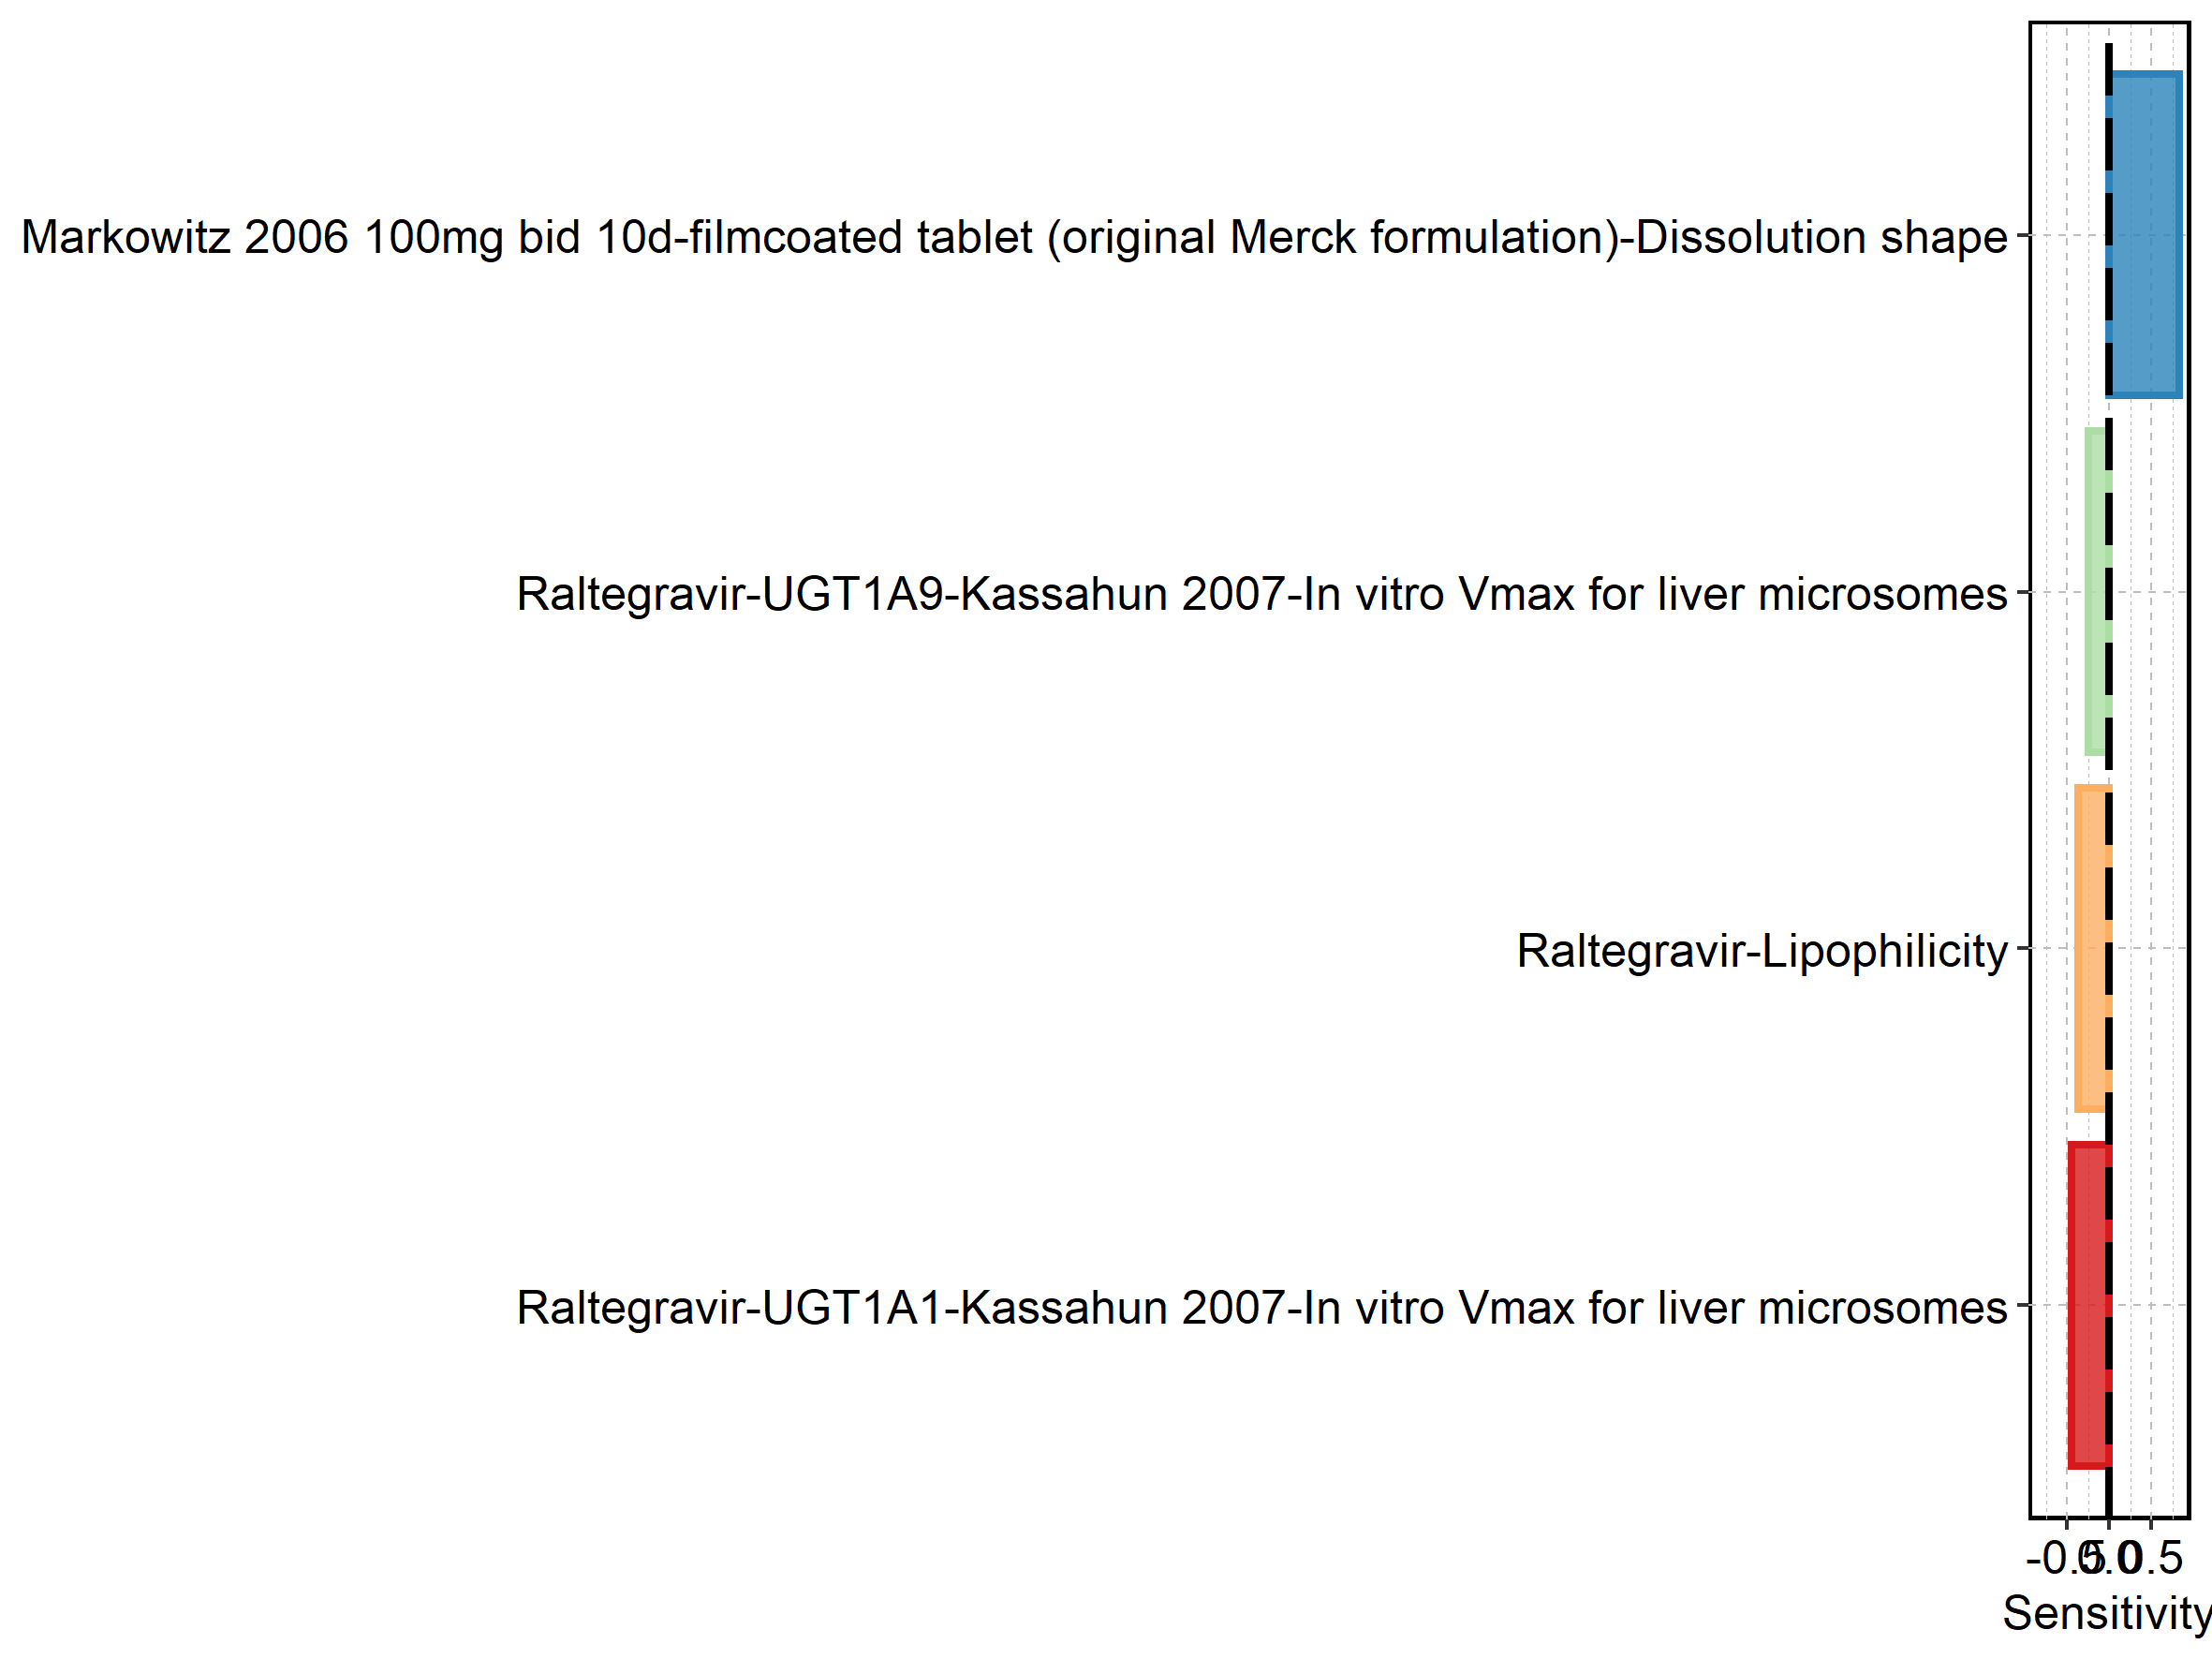 Markowitz 2006 100mg bid 10d-filmcoated tablet (original Merck formulation)-Dissolution shape
Raltegravir-UGT1A9-Kassahun 2007-In vitro Vmax for liver microsomes
Raltegravir-Lipophilicity
Raltegravir-UGT1A1-Kassahun 2007-In vitro Vmax for liver microsomes
-0.5 0.0 0.5
Sensitivity